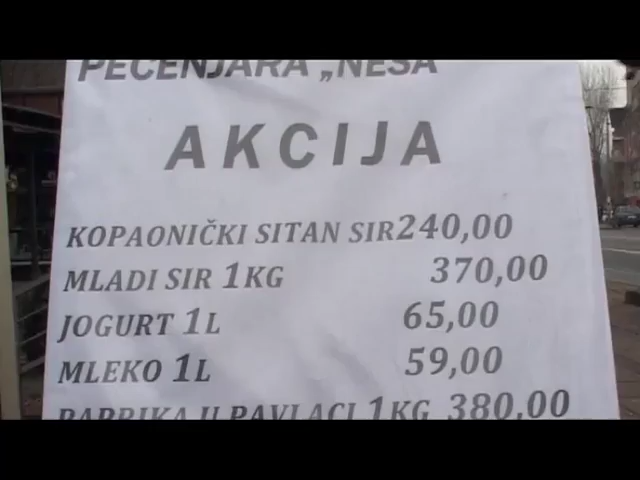 PEČENJARA „NEŠA
AKCIJA
KOPAONIČKI SITAN SIR 240,00
MLADI SIR 1KG 370,00
JOGURT 1L 65,00
MLEKO 1L 59,00
PAPRIKA U PAVLACI 1KG 380,00